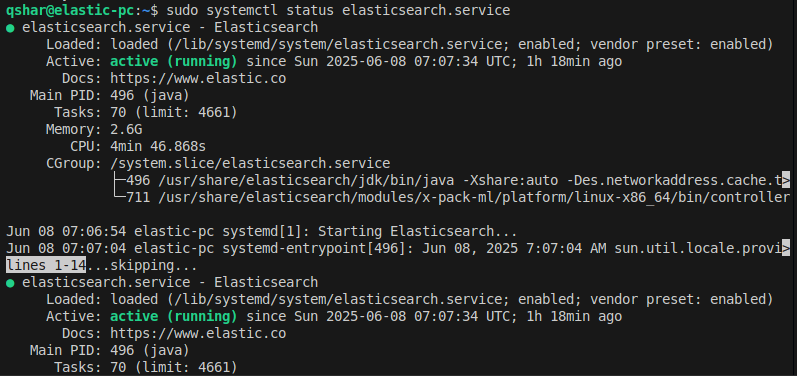 qshar@elastic-pc:~$ sudo systemctl status elasticsearch.service
● elasticsearch.service - Elasticsearch
     Loaded: loaded (/lib/systemd/system/elasticsearch.service; enabled; vendor preset: enabled)
     Active: active (running) since Sun 2025-06-08 07:07:34 UTC; 1h 18min ago
       Docs: https://www.elastic.co
   Main PID: 496 (java)
      Tasks: 70 (limit: 4661)
     Memory: 2.6G
        CPU: 4min 46.868s
     CGroup: /system.slice/elasticsearch.service
             ├─496 /usr/share/elasticsearch/jdk/bin/java -Xshare:auto -Des.networkaddress.cache.t>
             └─711 /usr/share/elasticsearch/modules/x-pack-ml/platform/linux-x86_64/bin/controller
Jun 08 07:06:54 elastic-pc systemd[1]: Starting Elasticsearch...
Jun 08 07:07:04 elastic-pc systemd-entrypoint[496]: Jun 08, 2025 7:07:04 AM sun.util.locale.provi>
lines 1-14...skipping...
● elasticsearch.service - Elasticsearch
     Loaded: loaded (/lib/systemd/system/elasticsearch.service; enabled; vendor preset: enabled)
     Active: active (running) since Sun 2025-06-08 07:07:34 UTC; 1h 18min ago
       Docs: https://www.elastic.co
   Main PID: 496 (java)
      Tasks: 70 (limit: 4661)